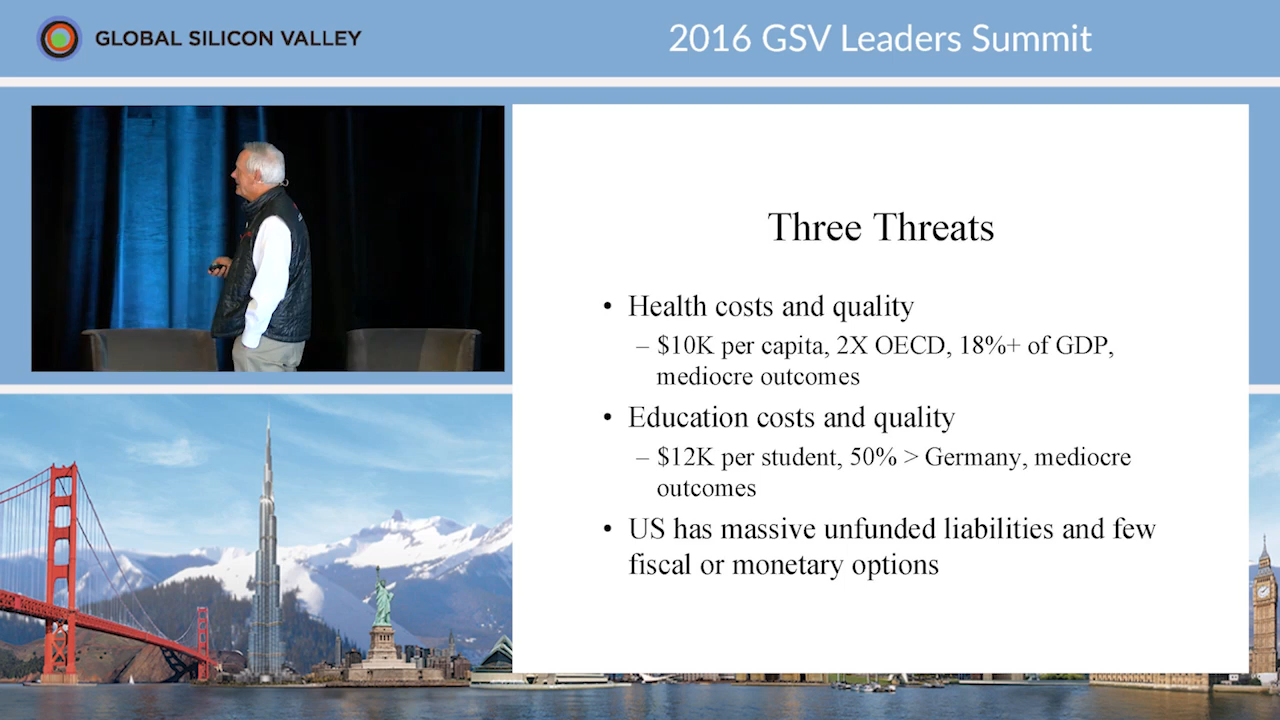 GLOBAL SILICON VALLEY
2016 GSV Leaders Summit
Three Threats
• Health costs and quality
– $10K per capita, 2X OECD, 18%+ of GDP,
mediocre outcomes
• Education costs and quality
– $12K per student, 50% > Germany, mediocre
outcomes
• US has massive unfunded liabilities and few
fiscal or monetary options